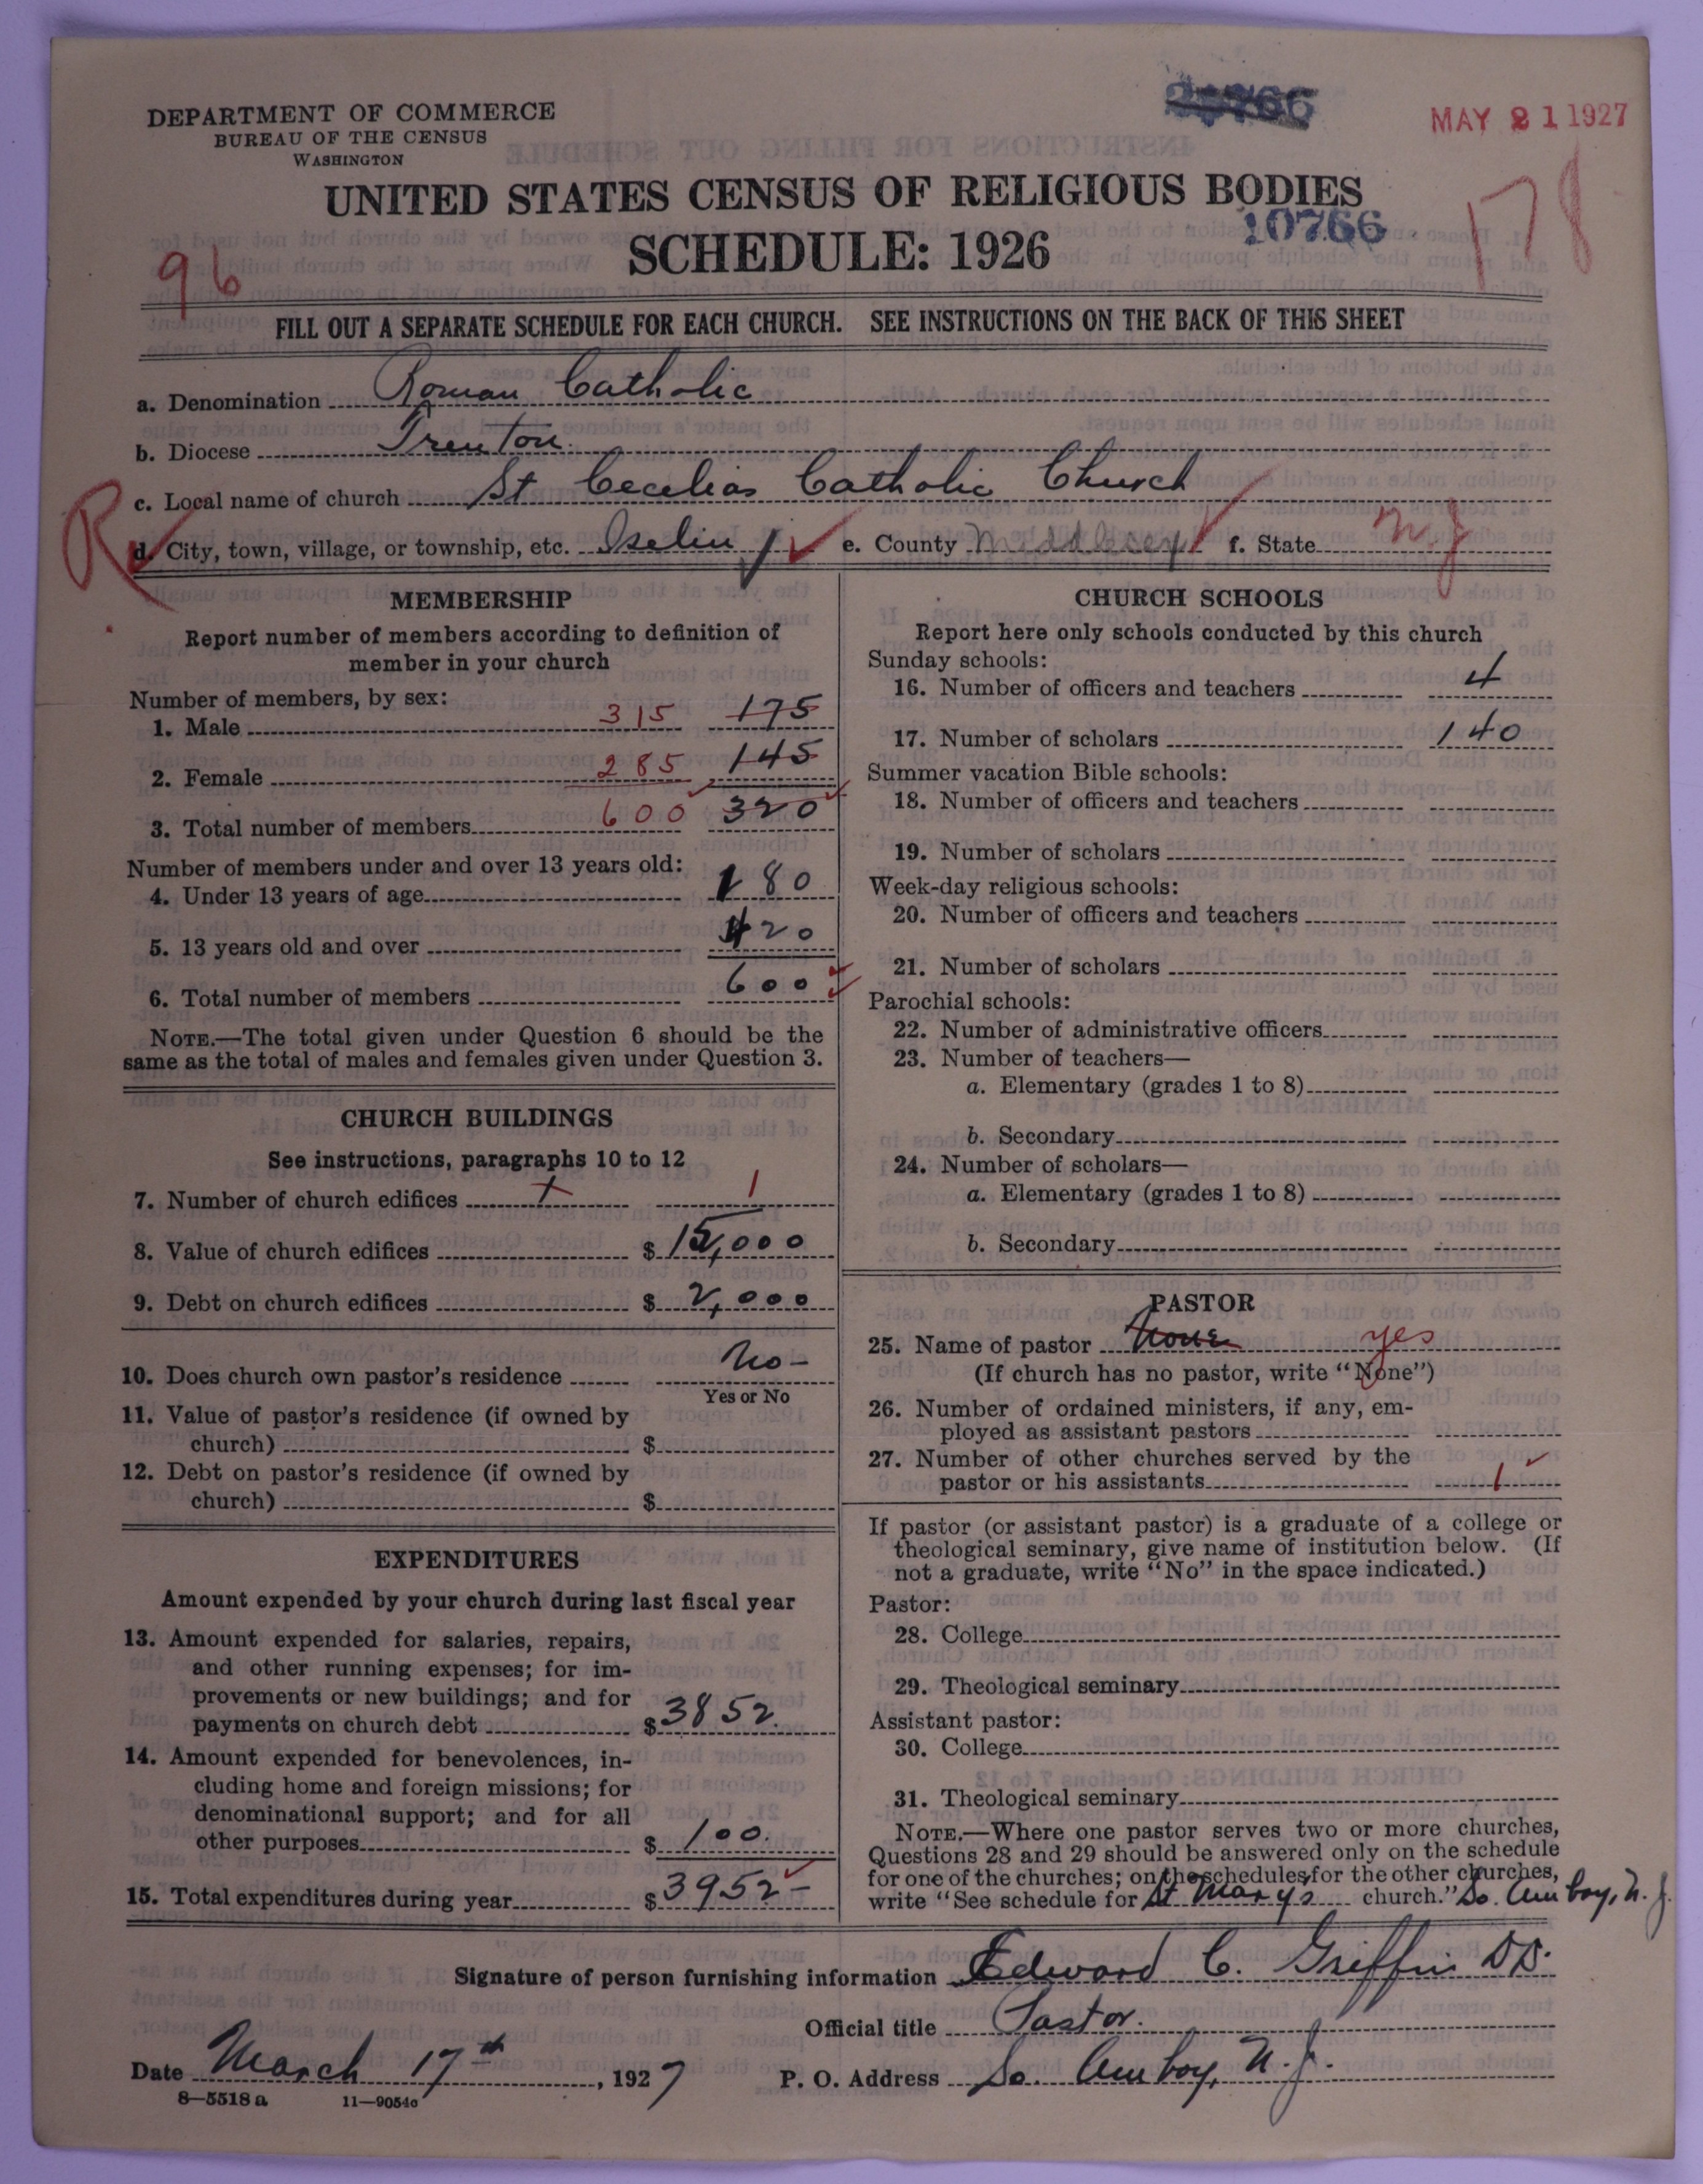 DEPARTMENT OF COMMERCE
BUREAU OF THE CENSUS
WASHINGTON
MAY 21 1927
UNITED STATES CENSUS OF RELIGIOUS BODIES
SCHEDULE: 1926
10766
178
96
FILL OUT A SEPARATE SCHEDULE FOR EACH CHURCH. SEE INSTRUCTIONS ON THE BACK OF THIS SHEET
a. Denomination Roman Catholic
b. Diocese Trenton
c. Local name of church St Cecelias Catholic Church
R
d. City, town, village, or township, etc. Iselin e. County Middlesex f. State N J
MEMBERSHIP
Report number of members according to definition of
member in your church
Number of members, by sex:
1. Male 315 175
2. Female 285 145
3. Total number of members 600 320
Number of members under and over 13 years old:
4. Under 13 years of age 180
5. 13 years old and over 420
6. Total number of members 600
NOTE.—The total given under Question 6 should be the
same as the total of males and females given under Question 3.
CHURCH BUILDINGS
See instructions, paragraphs 10 to 12
7. Number of church edifices 1 1
8. Value of church edifices $ 15,000
9. Debt on church edifices $ 2,000
10. Does church own pastor's residence No-
Yes or No
11. Value of pastor's residence (if owned by
church) $
12. Debt on pastor's residence (if owned by
church) $
EXPENDITURES
Amount expended by your church during last fiscal year
13. Amount expended for salaries, repairs,
and other running expenses; for im-
provements or new buildings; and for
payments on church debt $ 3852.
14. Amount expended for benevolences, in-
cluding home and foreign missions; for
denominational support; and for all
other purposes $ 100.
15. Total expenditures during year $ 3952-
CHURCH SCHOOLS
Report here only schools conducted by this church
Sunday schools:
16. Number of officers and teachers 4
17. Number of scholars 140
Summer vacation Bible schools:
18. Number of officers and teachers
19. Number of scholars
Week-day religious schools:
20. Number of officers and teachers
21. Number of scholars
Parochial schools:
22. Number of administrative officers
23. Number of teachers—
a. Elementary (grades 1 to 8)
b. Secondary
24. Number of scholars—
a. Elementary (grades 1 to 8)
b. Secondary
PASTOR
25. Name of pastor None yes
(If church has no pastor, write "None")
26. Number of ordained ministers, if any, em-
ployed as assistant pastors
27. Number of other churches served by the
pastor or his assistants 1
If pastor (or assistant pastor) is a graduate of a college or
theological seminary, give name of institution below. (If
not a graduate, write "No" in the space indicated.)
Pastor:
28. College
29. Theological seminary
Assistant pastor:
30. College
31. Theological seminary
NOTE.—Where one pastor serves two or more churches,
Questions 28 and 29 should be answered only on the schedule
for one of the churches; on the schedules for the other churches,
write "See schedule for St Mary's church." So. Amboy, N. J.
Signature of person furnishing information Edward C. Griffin DD.
Official title Pastor.
Date March 17th, 1927 P. O. Address So. Amboy, N. J.
8—5518 a 11—9054c